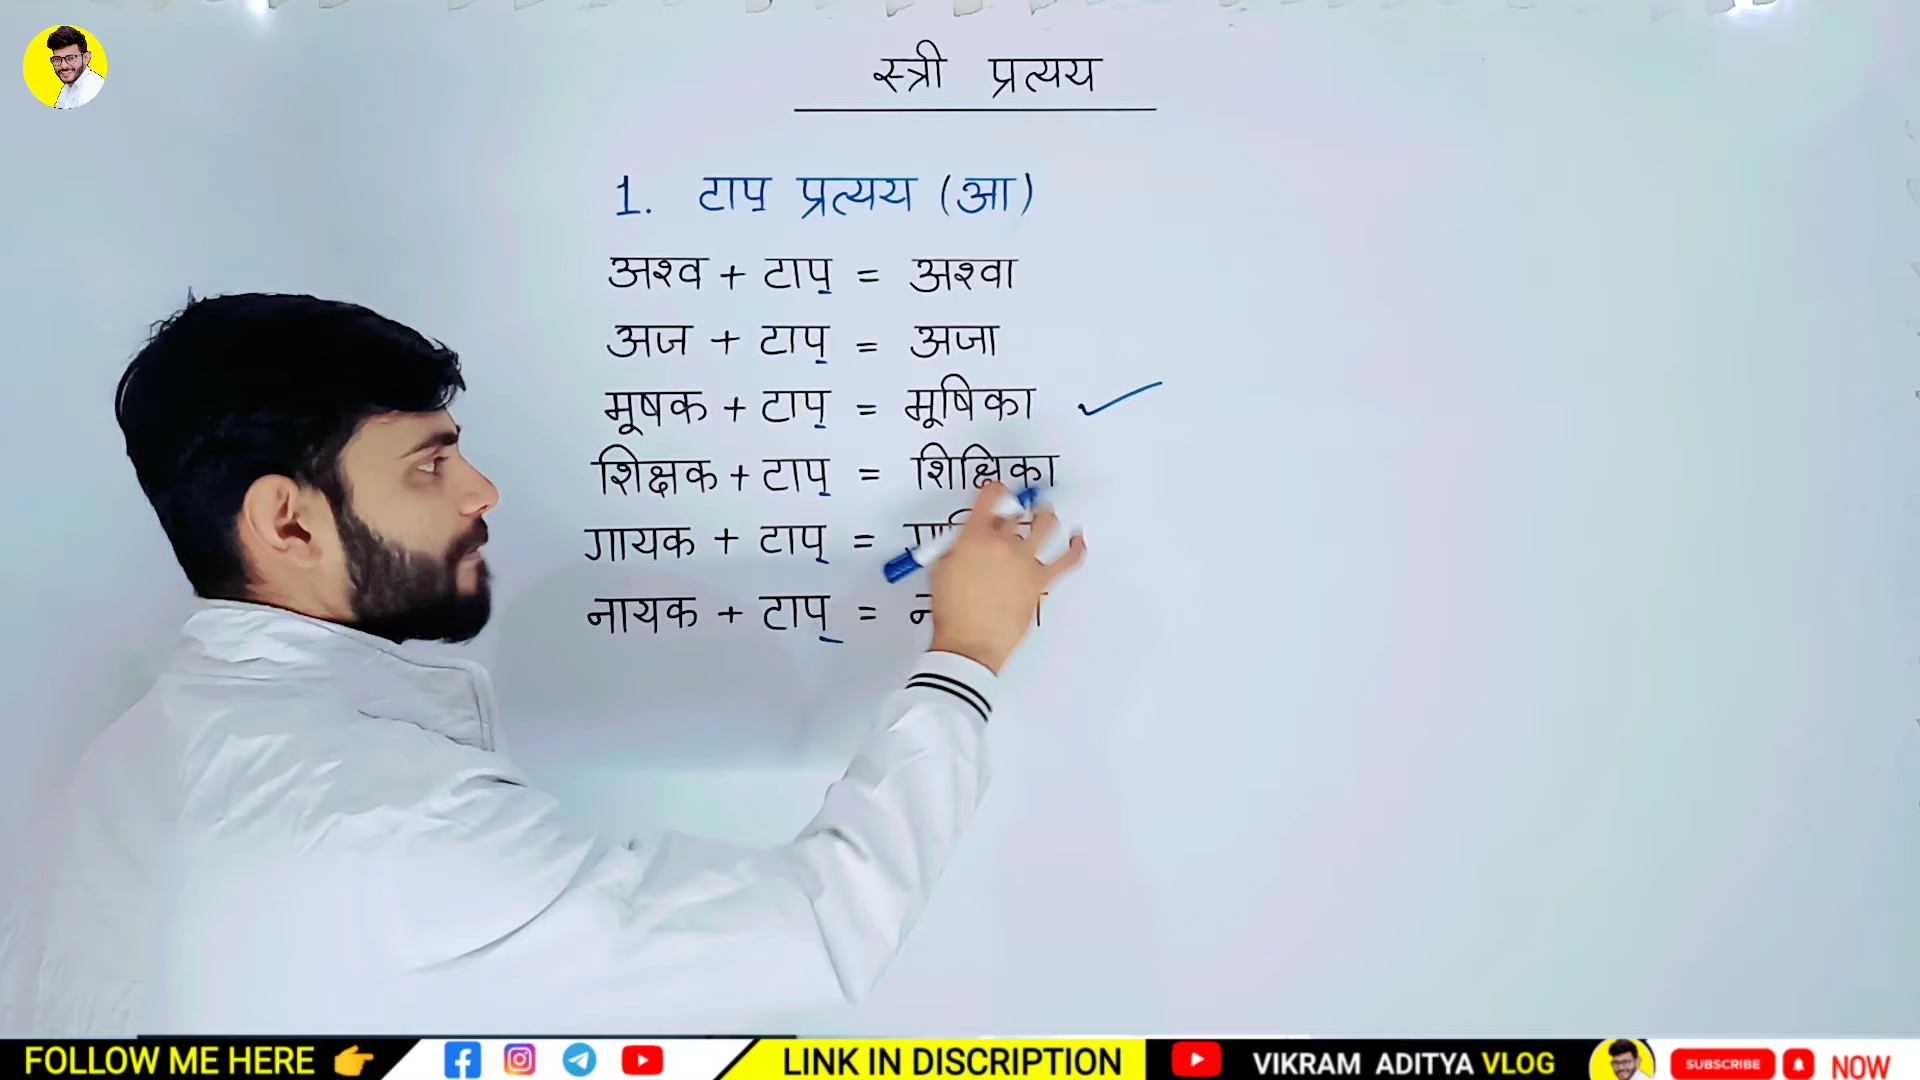 स्त्री प्रत्यय
1. टाप् प्रत्यय (आ)
अश्व + टाप् = अश्वा
अज + टाप् = अजा
मूषक + टाप् = मूषिका
शिक्षक + टाप् = शिक्षिका
गायक + टाप् =
नायक + टाप् =
FOLLOW ME HERE LINK IN DISCRIPTION VIKRAM ADITYA VLOG SUBSCRIBE NOW